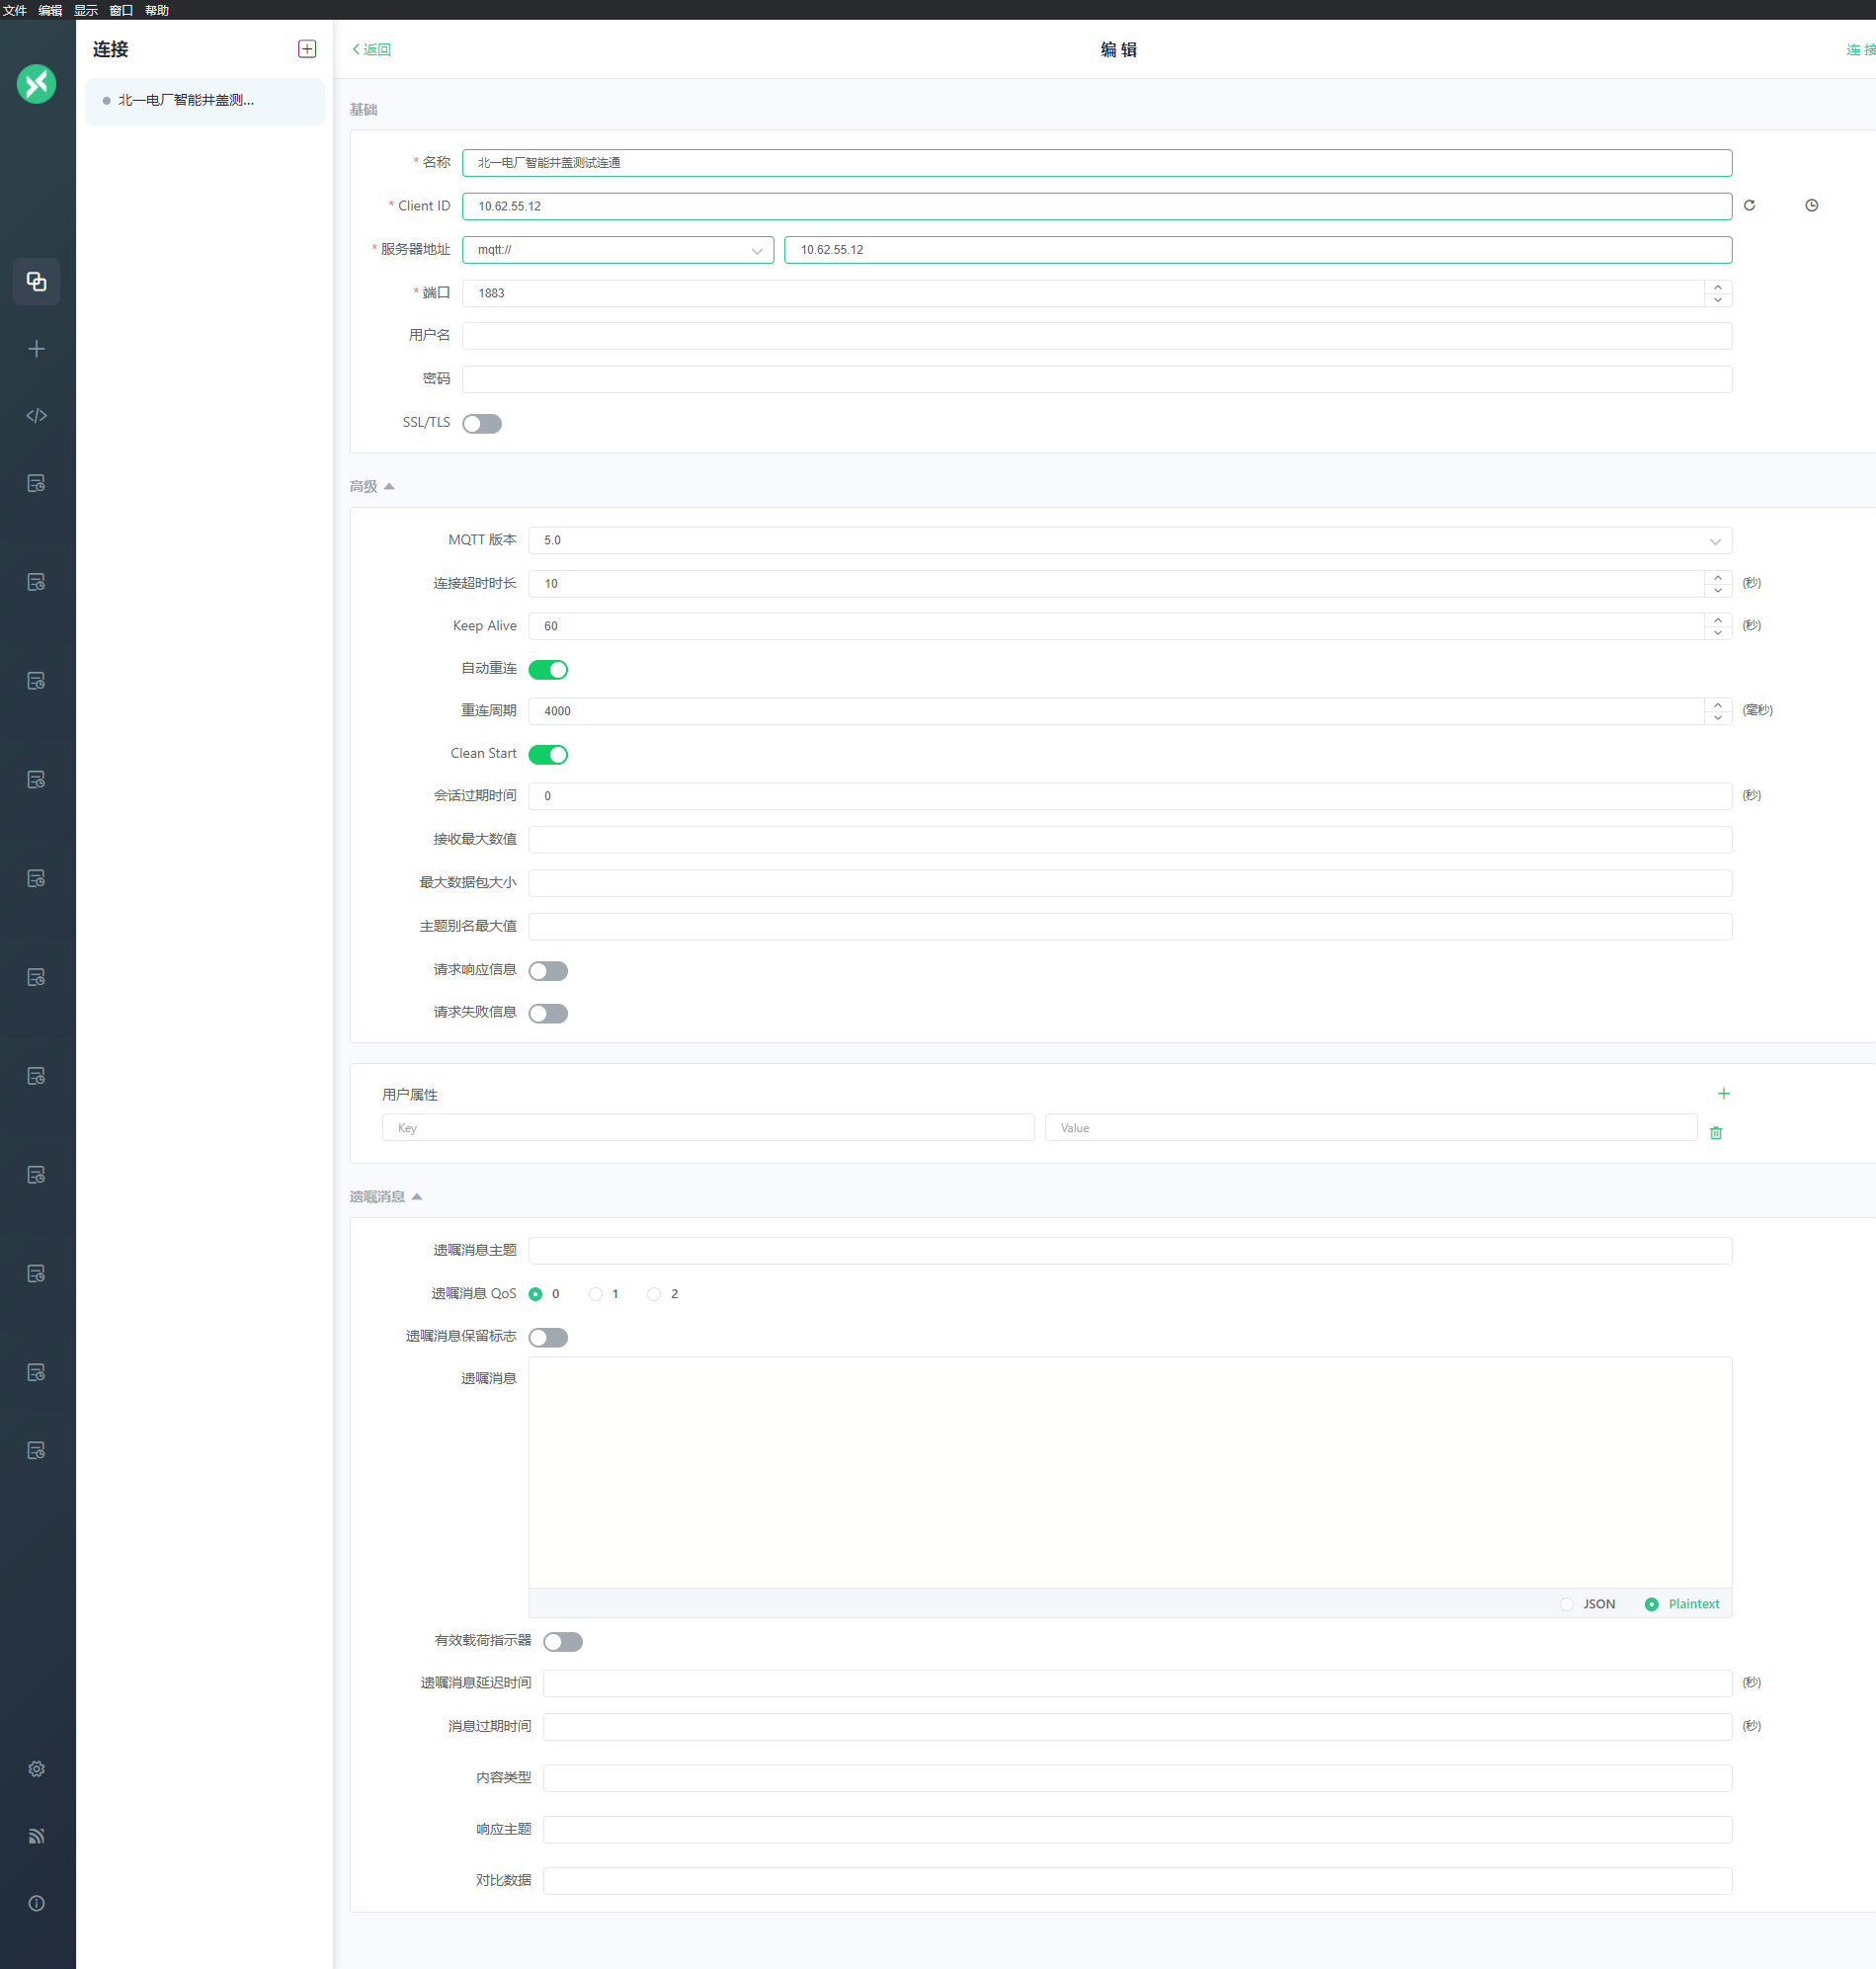 文件 编辑 显示 窗口 帮助
连接
北一电厂智能井盖测...
返回
编 辑
连 接
基础
* 名称 北一电厂智能井盖测试连通
* Client ID 10.62.55.12
* 服务器地址 mqtt:// 10.62.55.12
* 端口 1883
用户名
密码
SSL/TLS
高级
MQTT 版本 5.0
连接超时时长 10 (秒)
Keep Alive 60 (秒)
自动重连
重连周期 4000 (毫秒)
Clean Start
会话过期时间 0 (秒)
接收最大数值
最大数据包大小
主题别名最大值
请求响应信息
请求失败信息
用户属性
Key Value
遗嘱消息
遗嘱消息主题
遗嘱消息 QoS 0 1 2
遗嘱消息保留标志
遗嘱消息
JSON Plaintext
有效载荷指示器
遗嘱消息延迟时间 (秒)
消息过期时间 (秒)
内容类型
响应主题
对比数据